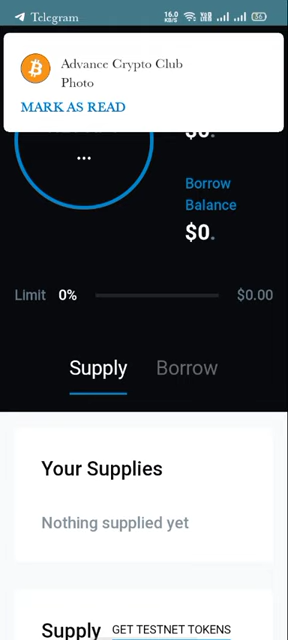 Telegram
16.0
KB/S
56
Advance Crypto Club
Photo
MARK AS READ
$0.
...
Borrow
Balance
$0.
Limit 0% $0.00
Supply Borrow
Your Supplies
Nothing supplied yet
Supply GET TESTNET TOKENS